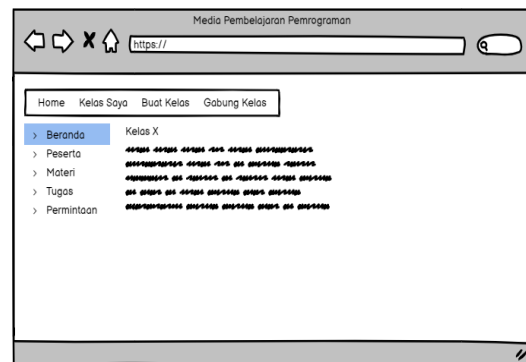 Media Pembelajaran Pemrograman
https://
Home Kelas Saya Buat Kelas Gabung Kelas
> Beranda
> Peserta
> Materi
> Tugas
> Permintaan
Kelas X